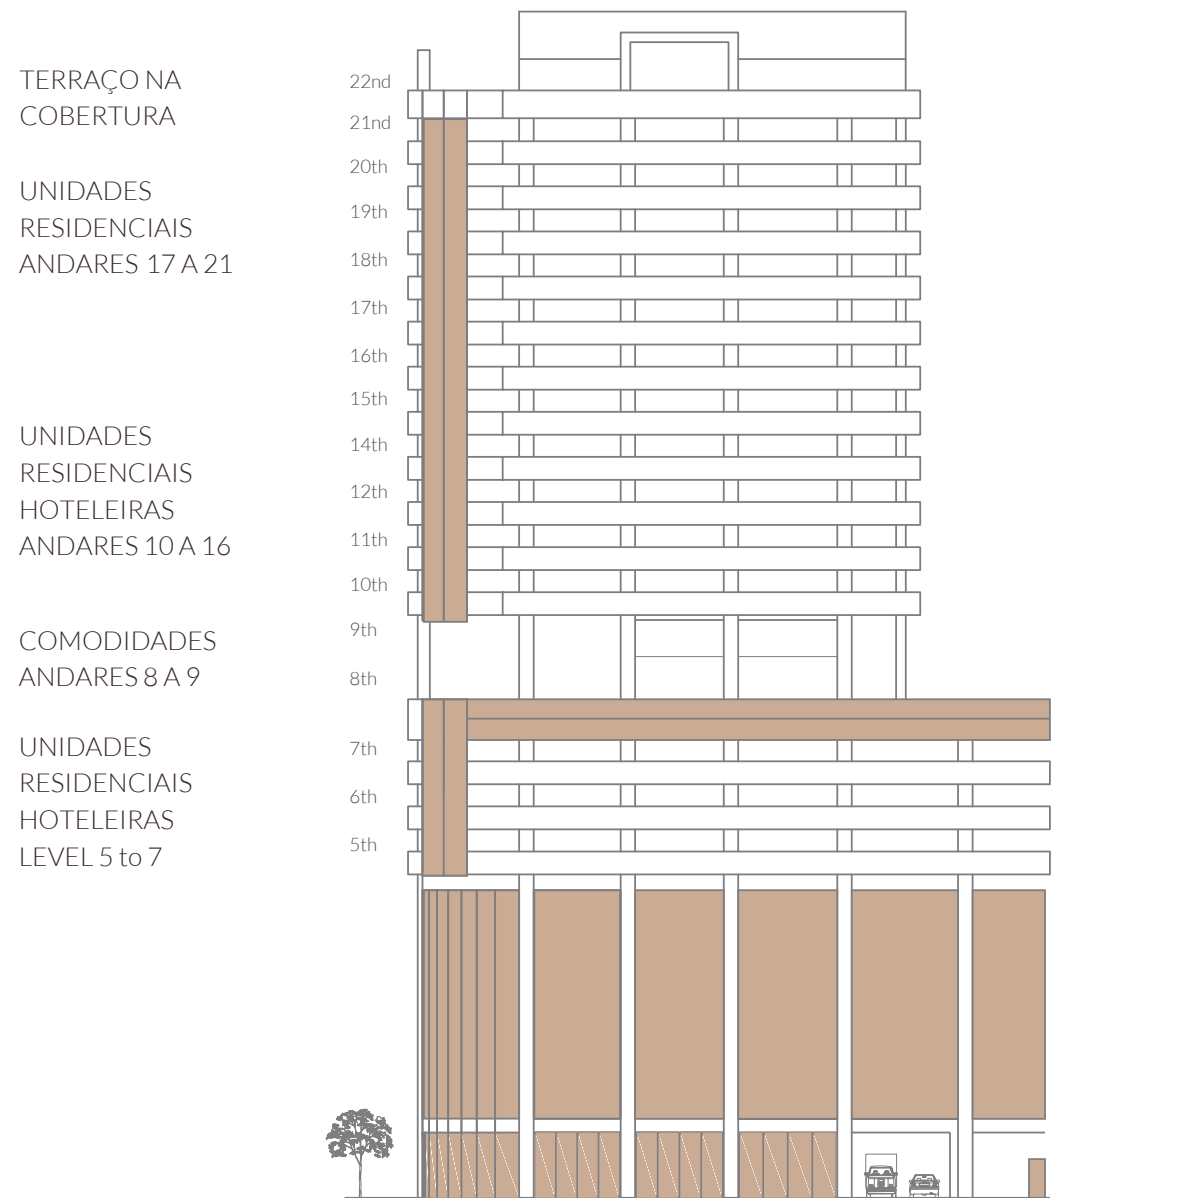 TERRAÇO NA
COBERTURA
UNIDADES
RESIDENCIAIS
ANDARES 17 A 21
UNIDADES
RESIDENCIAIS
HOTELEIRAS
ANDARES 10 A 16
COMODIDADES
ANDARES 8 A 9
UNIDADES
RESIDENCIAIS
HOTELEIRAS
LEVEL 5 to 7
22nd
21nd
20th
19th
18th
17th
16th
15th
14th
12th
11th
10th
9th
8th
7th
6th
5th